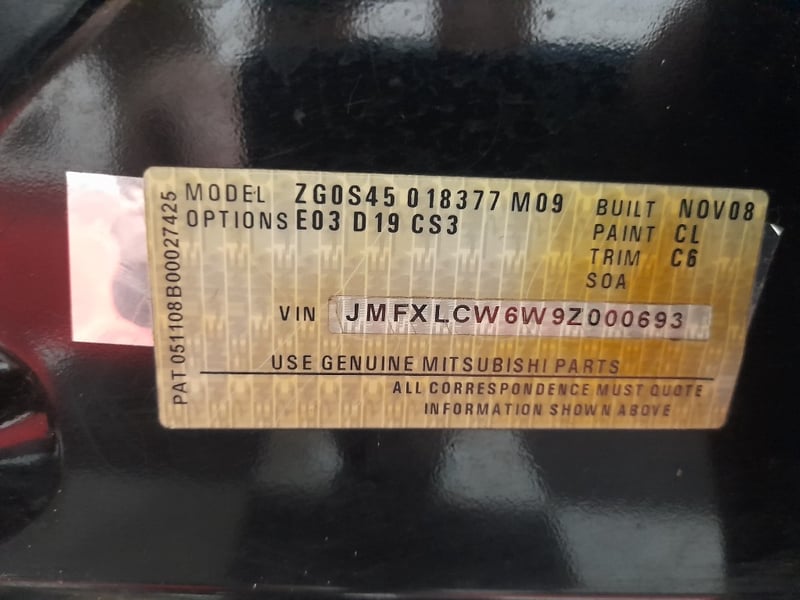 MODEL ZG0S45 018377 M09
OPTIONS E03 D19 CS3
BUILT NOV08
PAINT CL
TRIM C6
SOA
VIN JMFXLCW6W9Z000693
USE GENUINE MITSUBISHI PARTS
ALL CORRESPONDENCE MUST QUOTE
INFORMATION SHOWN ABOVE
PAT 051108B00027425